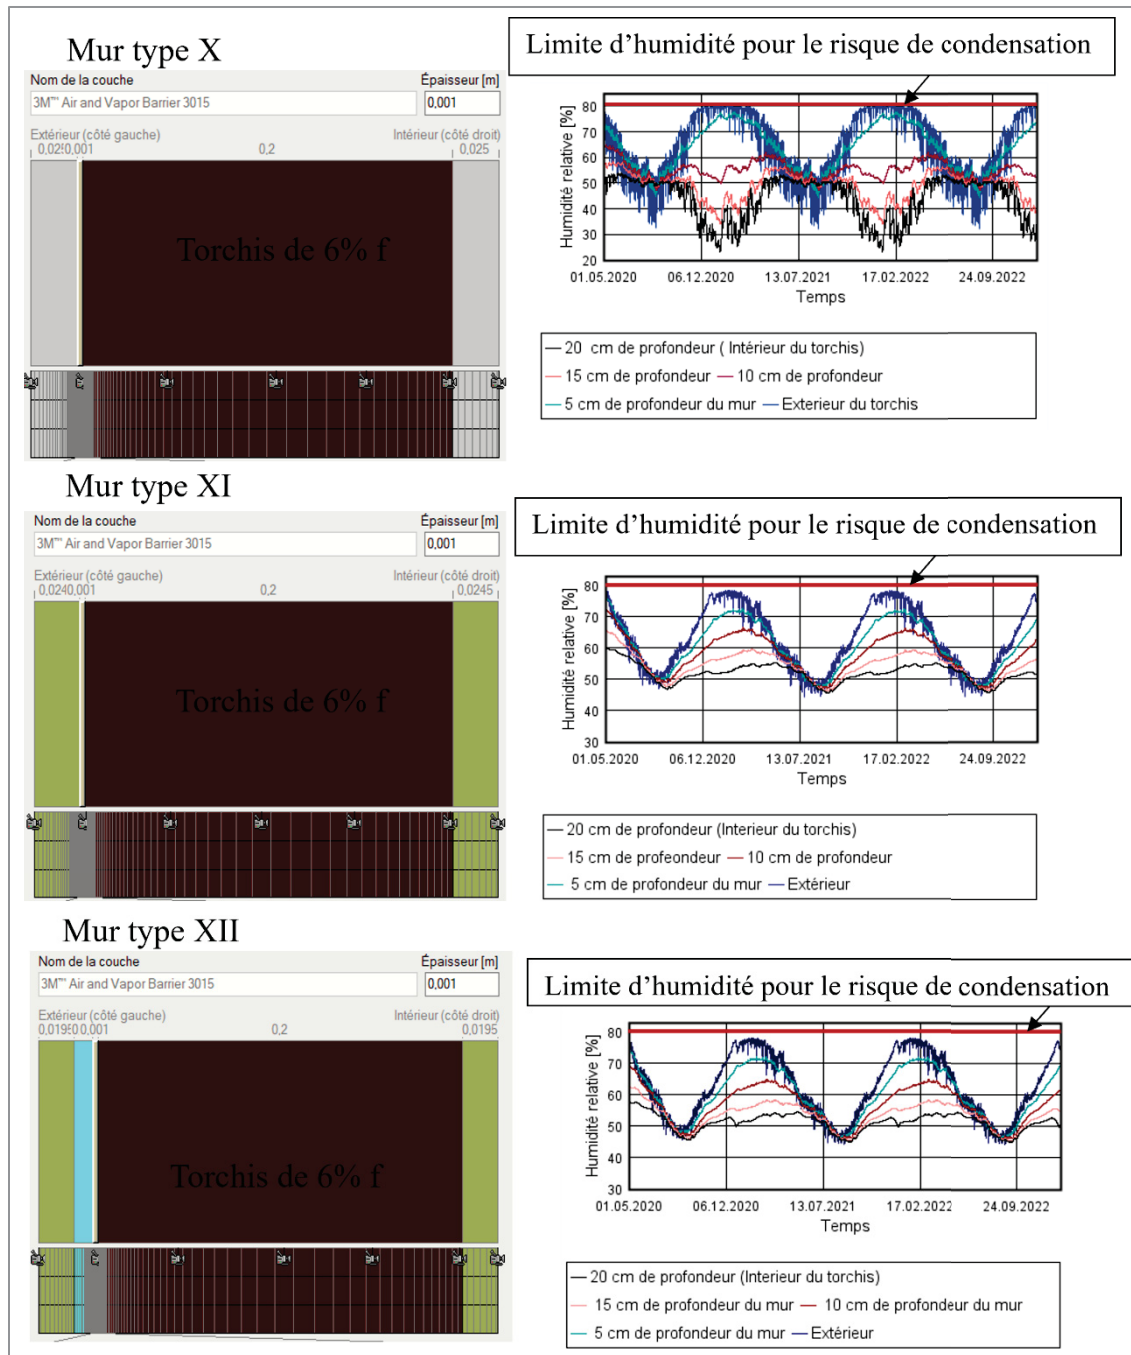 Mur type X
Nom de la couche Épaisseur [m]
3M™ Air and Vapor Barrier 3015 0,001
Extérieur (côté gauche) Intérieur (côté droit)
0,025 0,001 0,2 0,025
Torchis de 6% f
Limite d’humidité pour le risque de condensation
Humidité relative [%]
80
70
60
50
40
30
20
01.05.2020 06.12.2020 13.07.2021 17.02.2022 24.09.2022
Temps
20 cm de profondeur ( Intérieur du torchis)
15 cm de profondeur 10 cm de profondeur
5 cm de profondeur du mur Exterieur du torchis
Mur type XI
Nom de la couche Épaisseur [m]
3M™ Air and Vapor Barrier 3015 0,001
Extérieur (côté gauche) Intérieur (côté droit)
0,0240,001 0,2 0,0245
Torchis de 6% f
Limite d’humidité pour le risque de condensation
Humidité relative [%]
80
70
60
50
40
30
01.05.2020 06.12.2020 13.07.2021 17.02.2022 24.09.2022
Temps
20 cm de profondeur (Interieur du torchis)
15 cm de profeondeur 10 cm de profondeur
5 cm de profondeur du mur Extérieur
Mur type XII
Nom de la couche Épaisseur [m]
3M™ Air and Vapor Barrier 3015 0,001
Extérieur (côté gauche) Intérieur (côté droit)
0,001 0,2 0,0195
Torchis de 6% f
Limite d’humidité pour le risque de condensation
Humidité relative [%]
80
70
60
50
40
30
01.05.2020 06.12.2020 13.07.2021 17.02.2022 24.09.2022
Temps
20 cm de profondeur (Interieur du torchis)
15 cm de profondeur du mur 10 cm de profondeur du mur
5 cm de profondeur du mur Extérieur